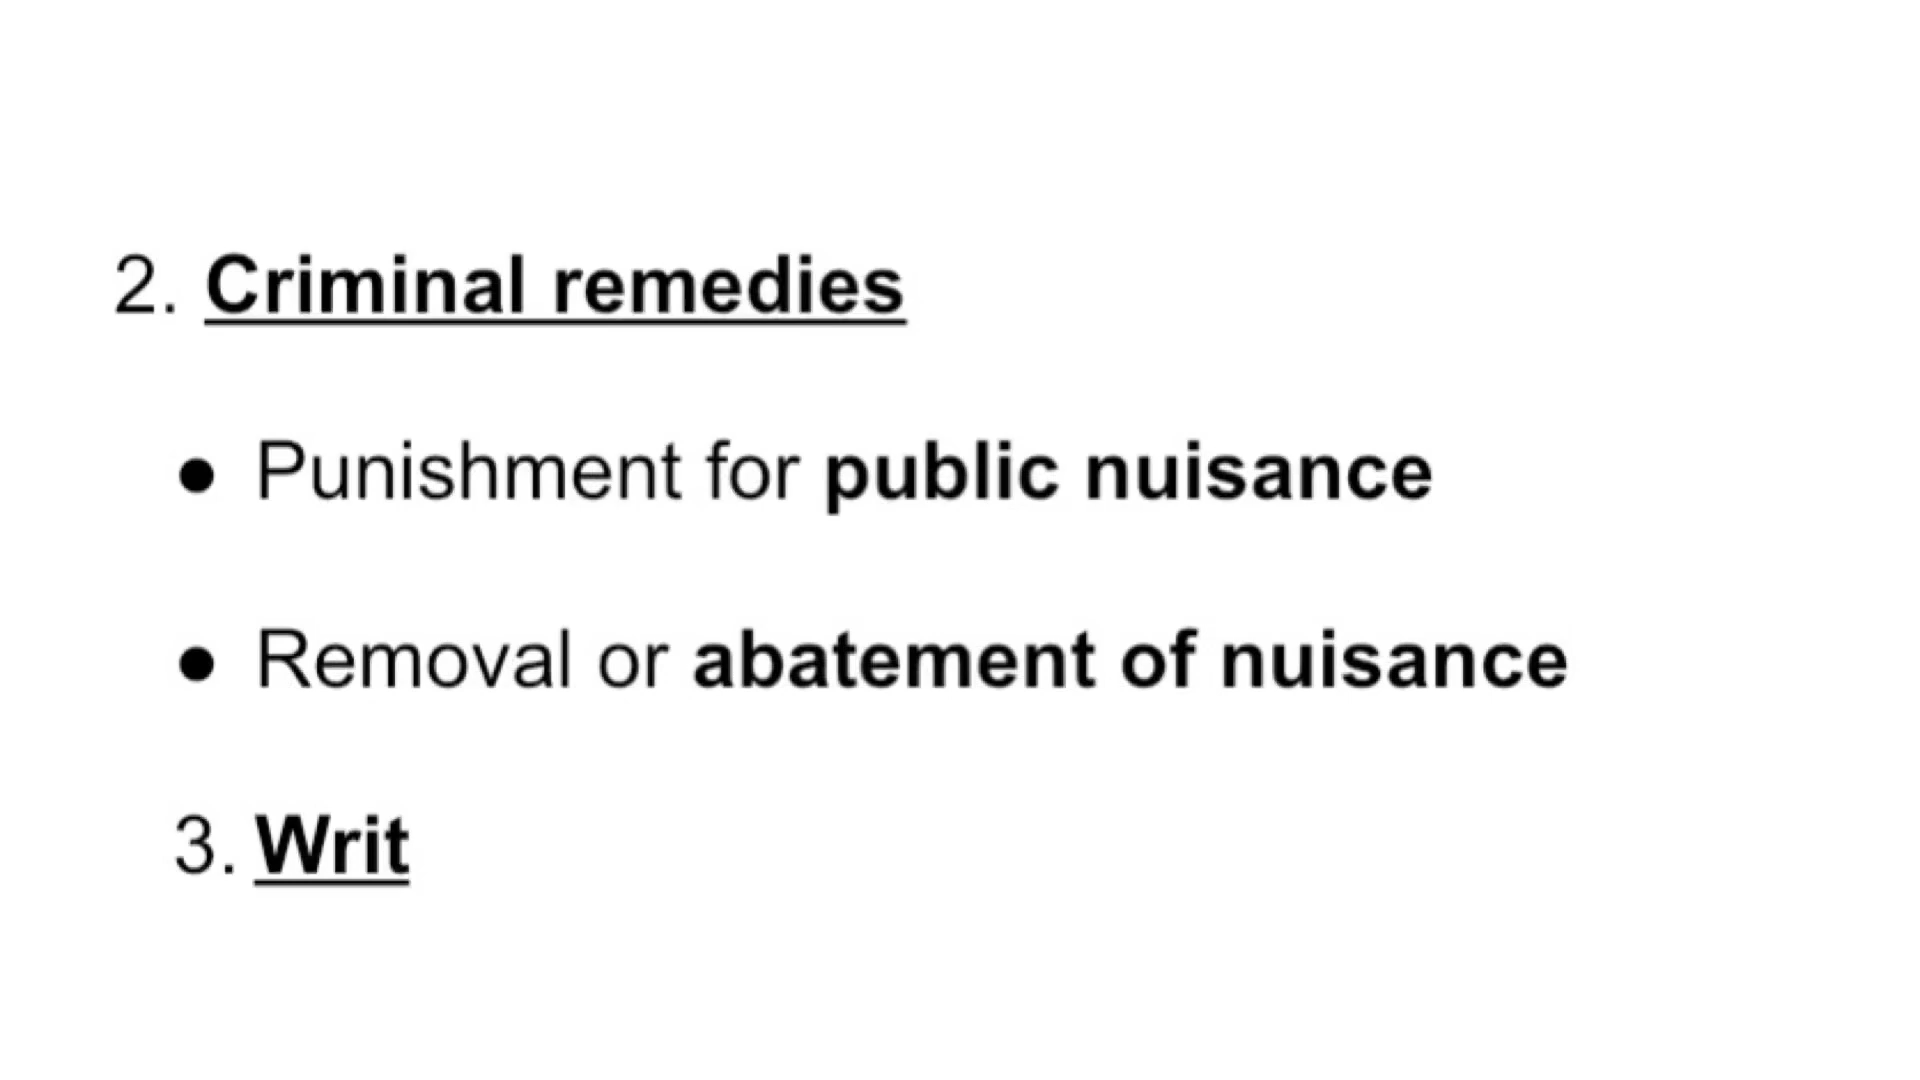 2. Criminal remedies
● Punishment for public nuisance
● Removal or abatement of nuisance
3. Writ